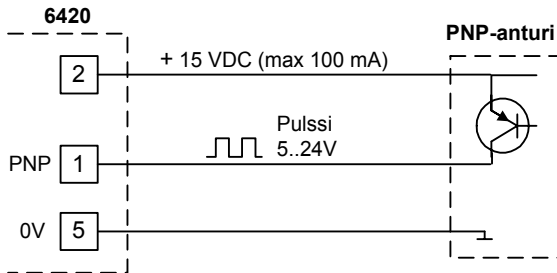 6420
PNP-anturi
2
+ 15 VDC (max 100 mA)
Pulssi
5..24V
PNP 1
0V 5